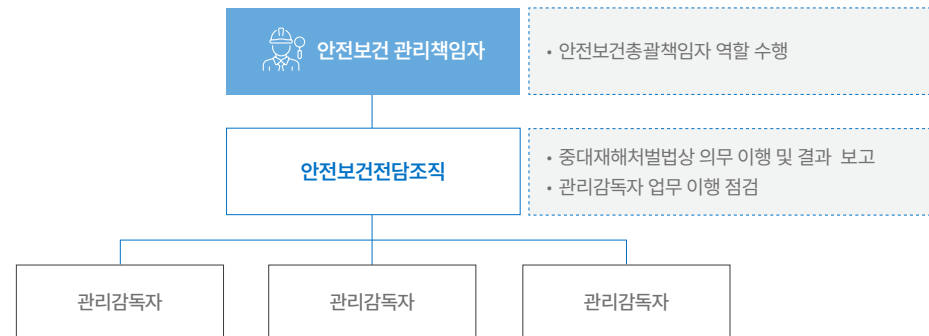 안전보건 관리책임자
• 안전보건총괄책임자 역할 수행
안전보건전담조직
• 중대재해처벌법상 의무 이행 및 결과 보고
• 관리감독자 업무 이행 점검
관리감독자
관리감독자
관리감독자